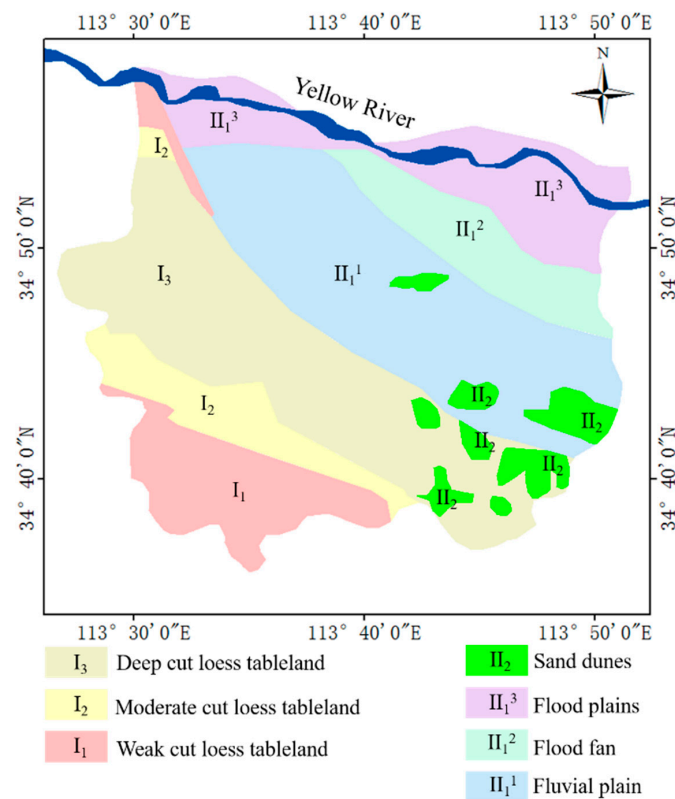 113° 30′ 0″E 113° 40′ 0″E 113° 50′ 0″E
N
Yellow River
II₁³
I₂
II₁³
II₁²
34° 50′ 0″N
34° 50′ 0″N
I₃
II₁¹
II₂
II₂
I₂
II₂
34° 40′ 0″N
34° 40′ 0″N
II₂
I₁
II₂
113° 30′ 0″E 113° 40′ 0″E 113° 50′ 0″E
I₃ Deep cut loess tableland
I₂ Moderate cut loess tableland
I₁ Weak cut loess tableland
II₂ Sand dunes
II₁³ Flood plains
II₁² Flood fan
II₁¹ Fluvial plain